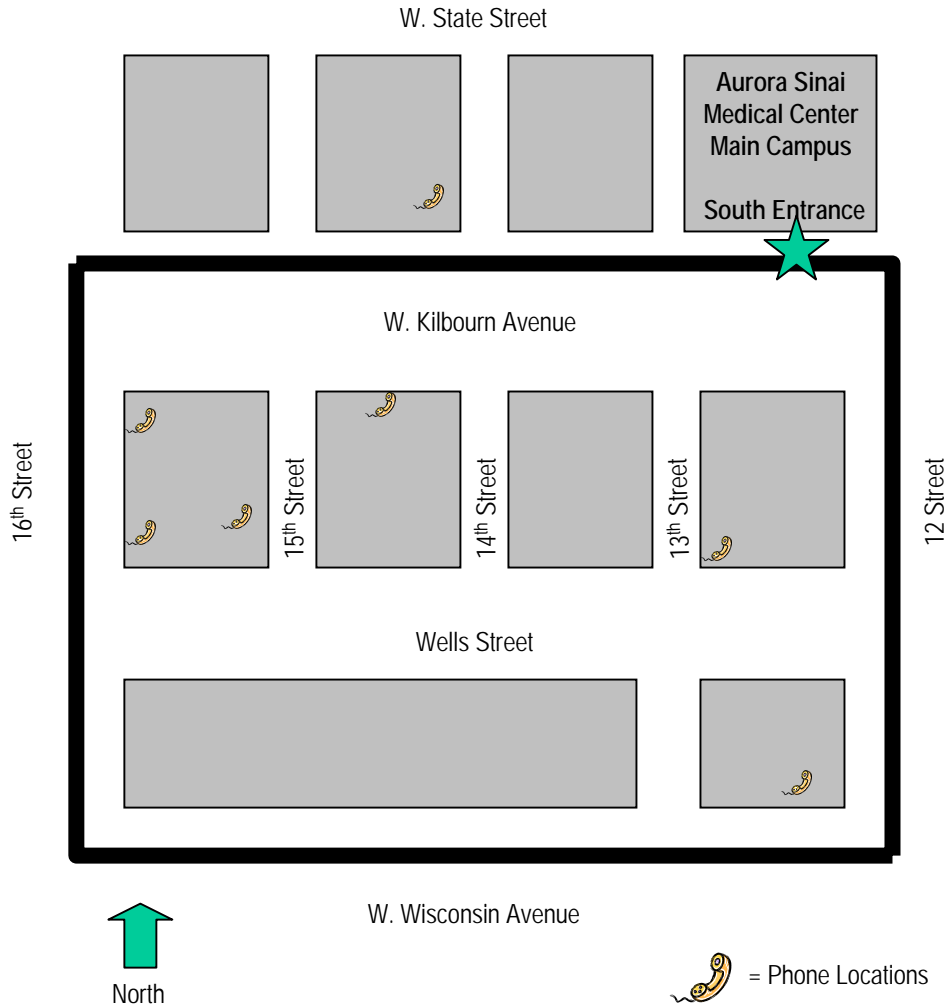 W. State Street
Aurora Sinai
Medical Center
Main Campus
South Entrance
W. Kilbourn Avenue
16th Street
15th Street
14th Street
13th Street
12 Street
Wells Street
W. Wisconsin Avenue
North
= Phone Locations